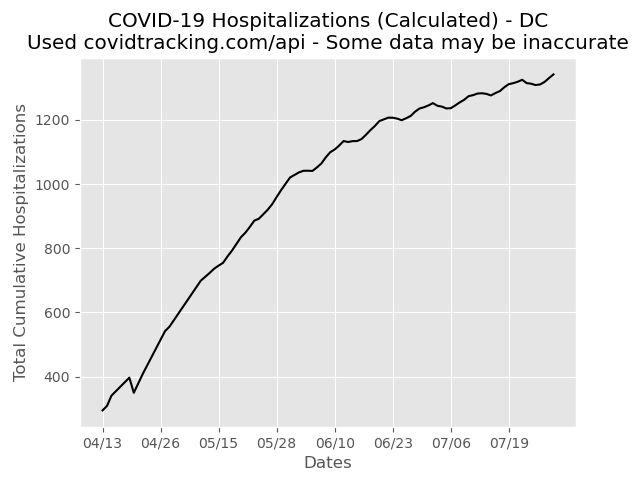 COVID-19 Hospitalizations (Calculated) - DC
Used covidtracking.com/api - Some data may be inaccurate
Total Cumulative Hospitalizations
1200
1000
800
600
400
04/13 04/26 05/15 05/28 06/10 06/23 07/06 07/19
Dates